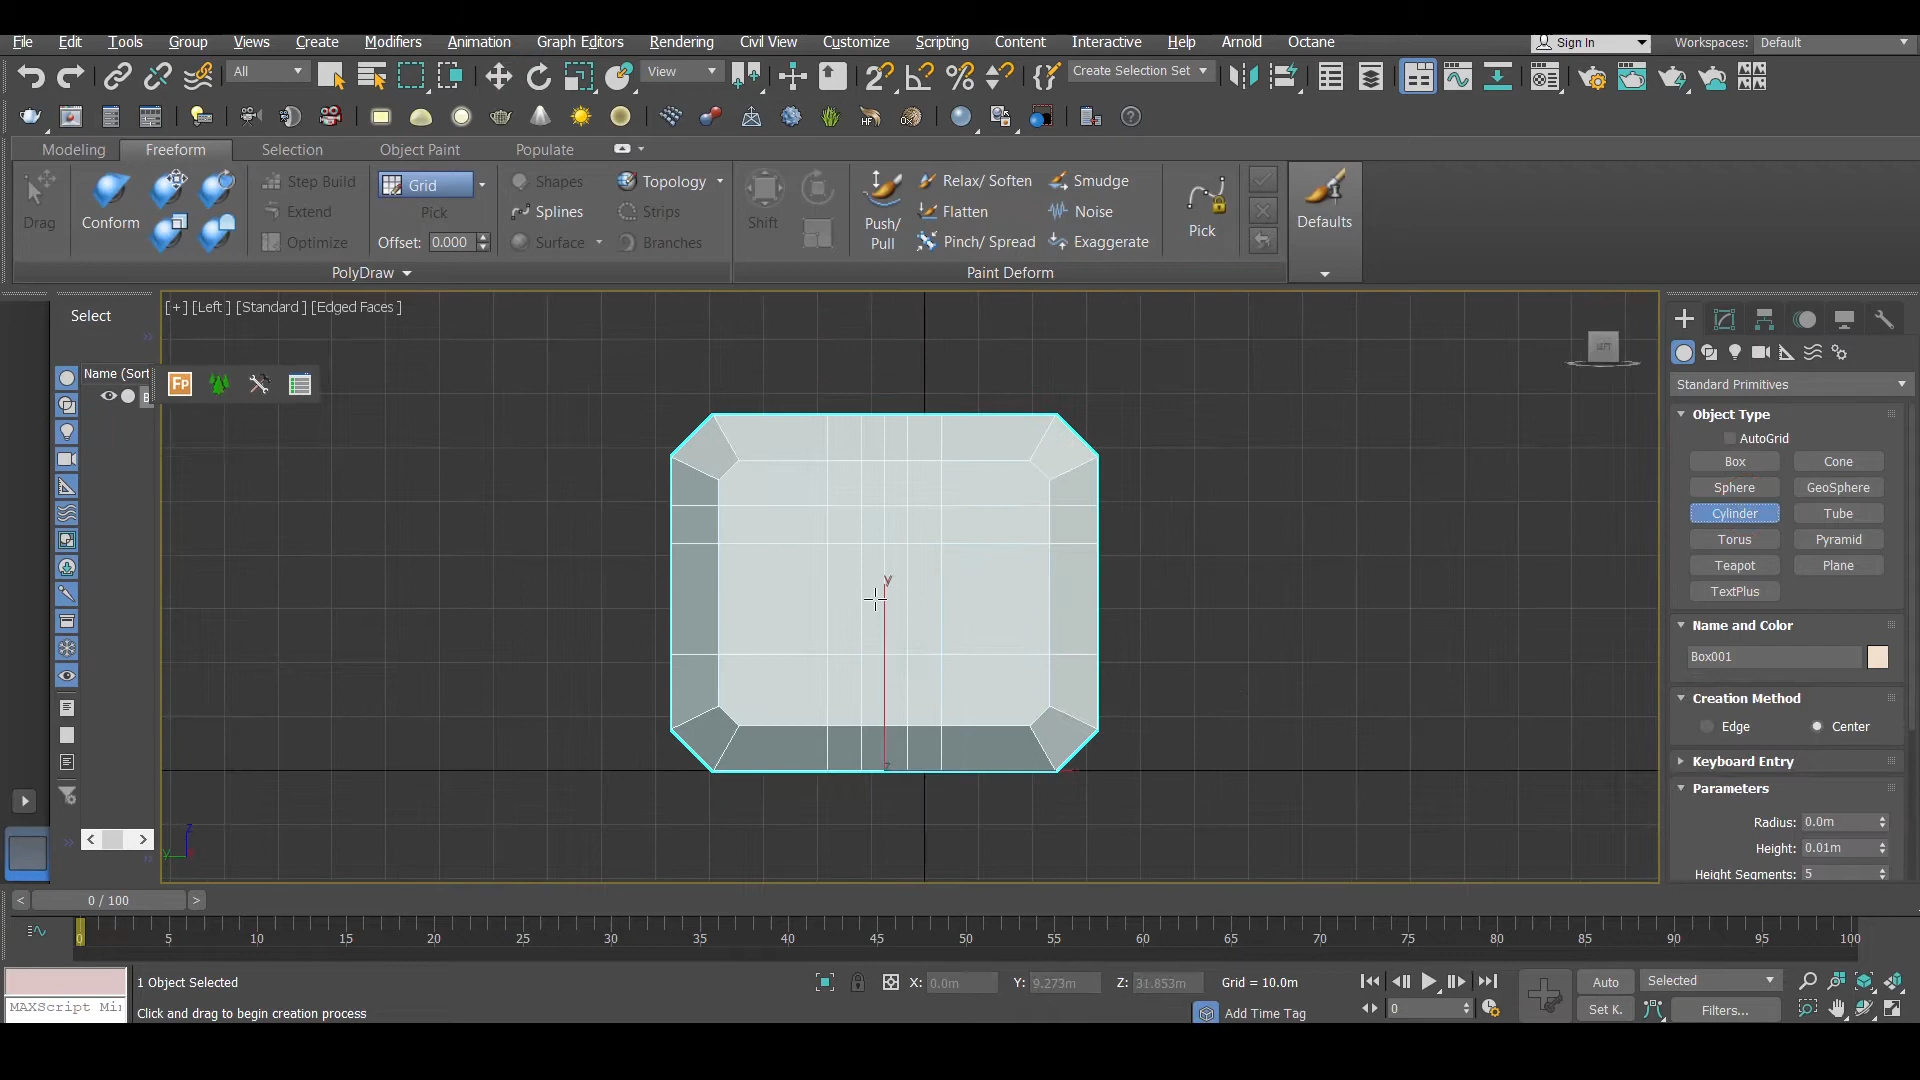 File Edit Tools Group Views Create Modifiers Animation Graph Editors Rendering Civil View Customize Scripting Content Interactive Help Arnold Octane Sign In Workspaces: Default
All View Create Selection Set
HF
Modeling Freeform Selection Object Paint Populate
Step Build Grid Shapes Topology Relax/ Soften Smudge
Drag Conform Extend Pick Splines Strips Shift Push/ Pull Flatten Noise Pick Defaults
Optimize Offset: 0.000 Surface Branches Pinch/ Spread Exaggerate
PolyDraw Paint Deform
[+] [Left ] [Standard ] [Edged Faces ]
Select
Name (Sort
Fp
Standard Primitives
Object Type
AutoGrid
Box Cone
Sphere GeoSphere
Cylinder Tube
Torus Pyramid
Teapot Plane
TextPlus
Name and Color
Box001
Creation Method
Edge Center
Keyboard Entry
Parameters
Radius: 0.0m
Height: 0.01m
Height Segments: 5
y
z
z
y
< 0 / 100 >
0 5 10 15 20 25 30 35 40 45 50 55 60 65 70 75 80 85 90 95 100
1 Object Selected X: 0.0m Y: 9.273m Z: 31.853m Grid = 10.0m Auto Selected
MAXScript Mi Click and drag to begin creation process Add Time Tag 0 Set K. Filters...